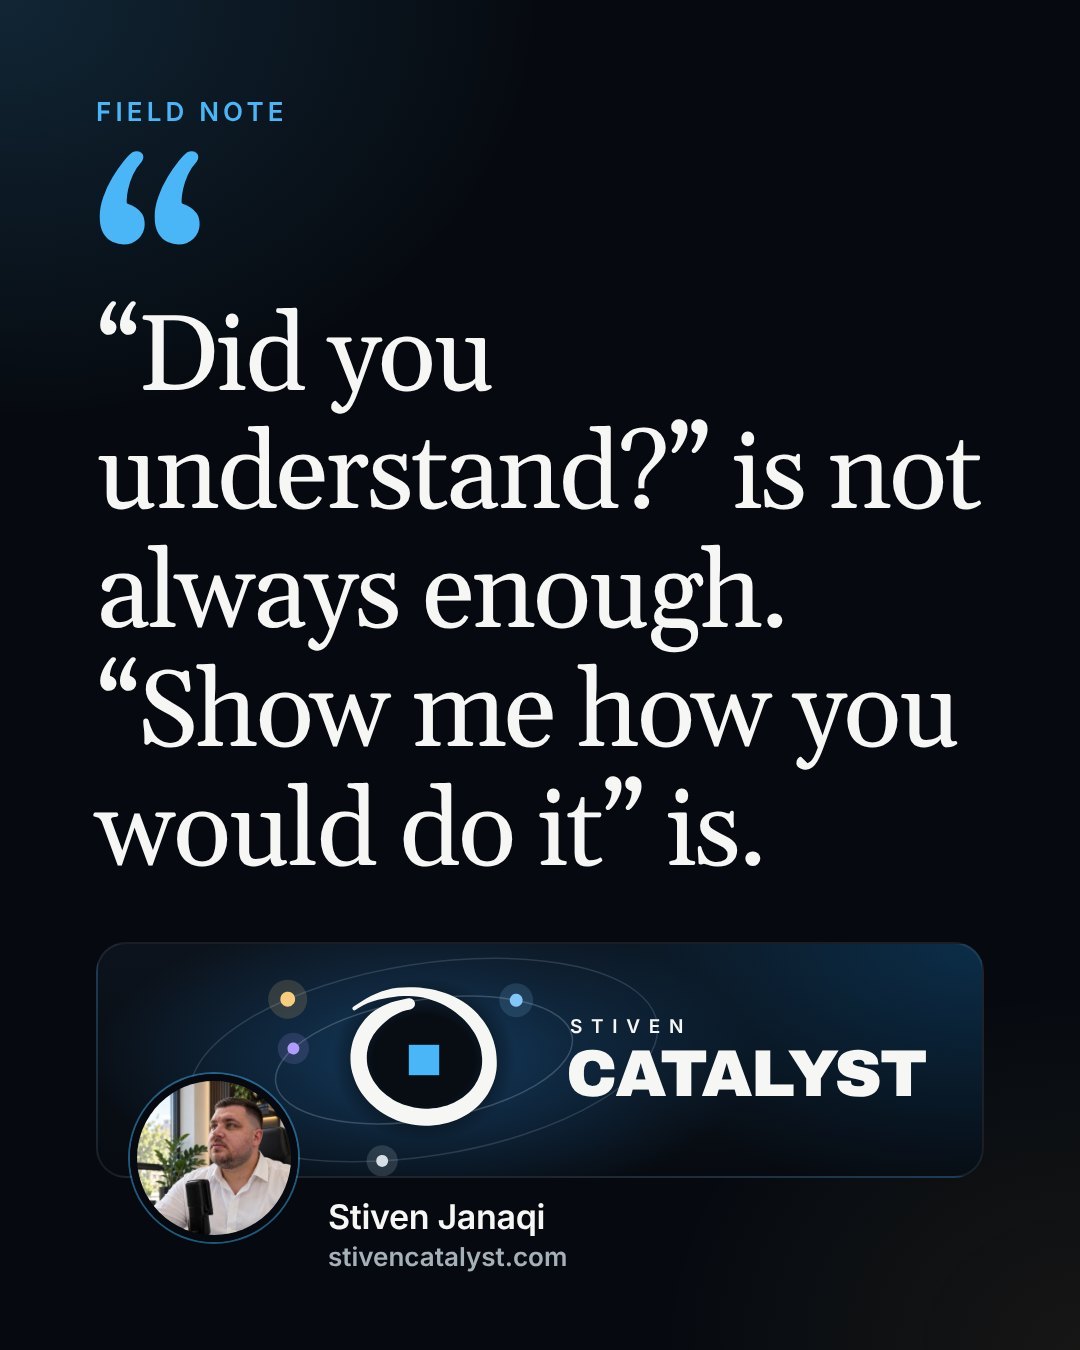 FIELD NOTE
“
“Did you
understand?” is not
always enough.
“Show me how you
would do it” is.
STIVEN
CATALYST
Stiven Janaqi
stivencatalyst.com